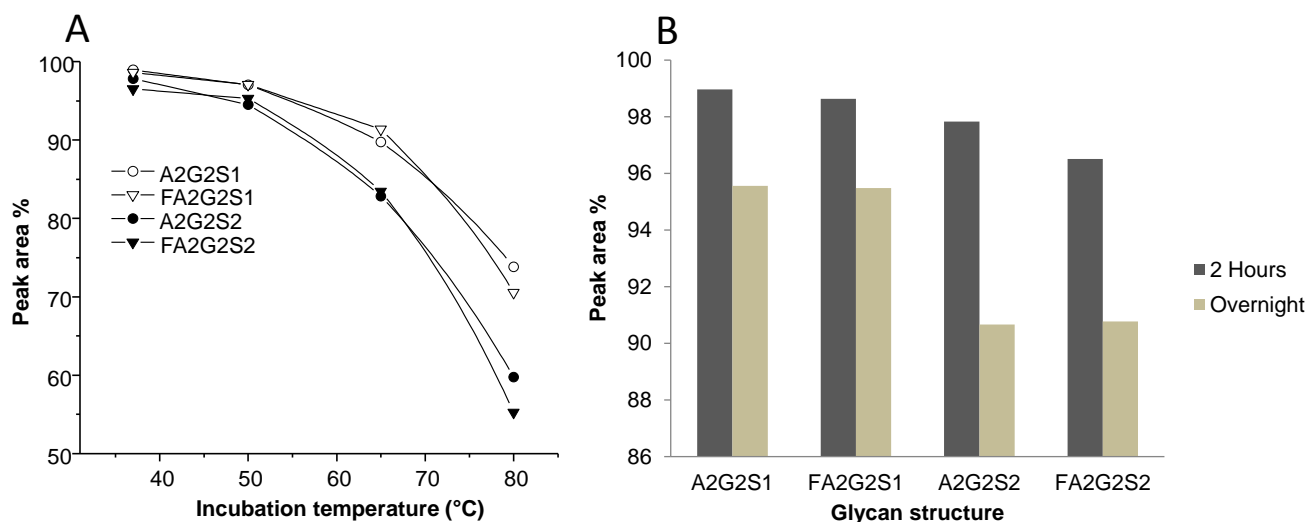 A
100
90
80
70
60
50
Peak area %
A2G2S1
FA2G2S1
A2G2S2
FA2G2S2
40
50
60
70
80
Incubation temperature (°C)
B
100
98
96
94
92
90
88
86
Peak area %
A2G2S1
FA2G2S1
A2G2S2
FA2G2S2
Glycan structure
2 Hours
Overnight